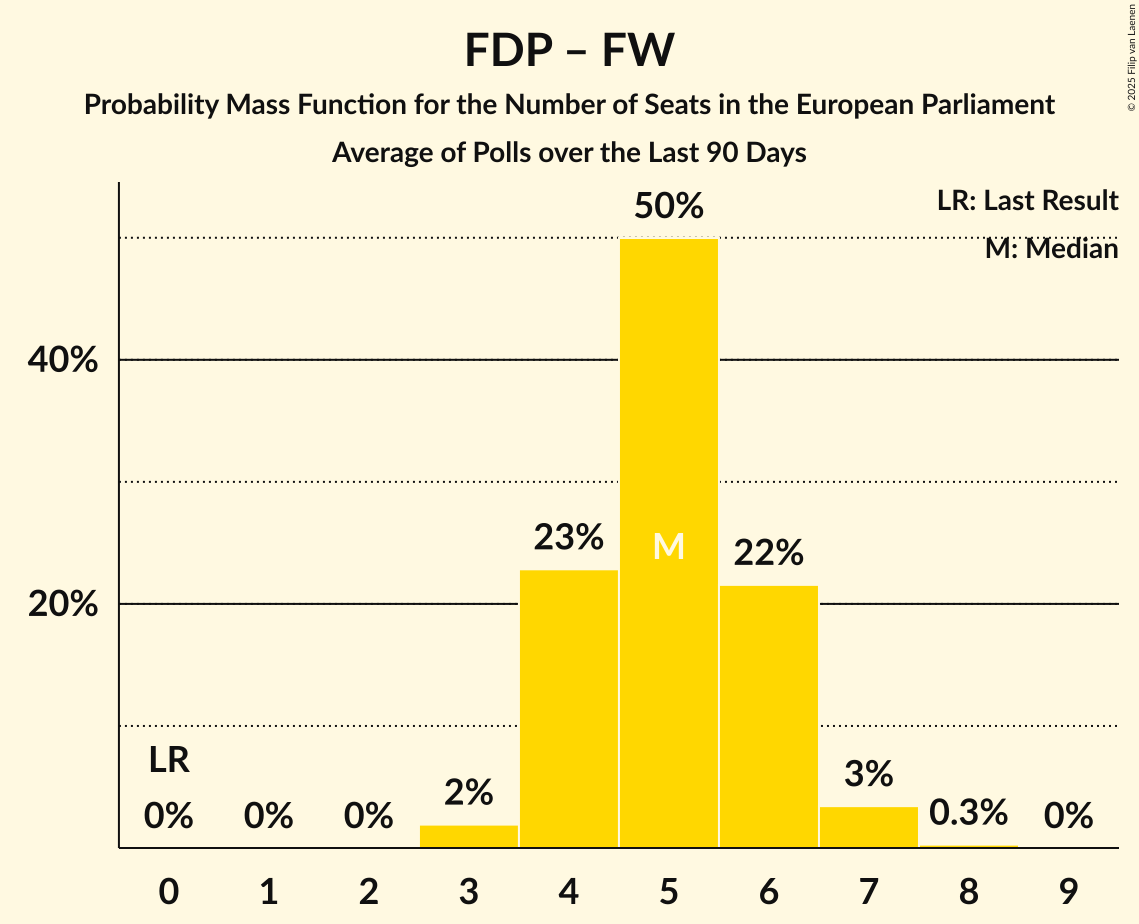 FDP – FW
Probability Mass Function for the Number of Seats in the European Parliament
Average of Polls over the Last 90 Days
© 2025 Filip van Laenen
LR: Last Result
M: Median
50%
40%
23%
M
22%
20%
LR
0%
0%
0%
2%
3%
0.3%
0%
0 1 2 3 4 5 6 7 8 9